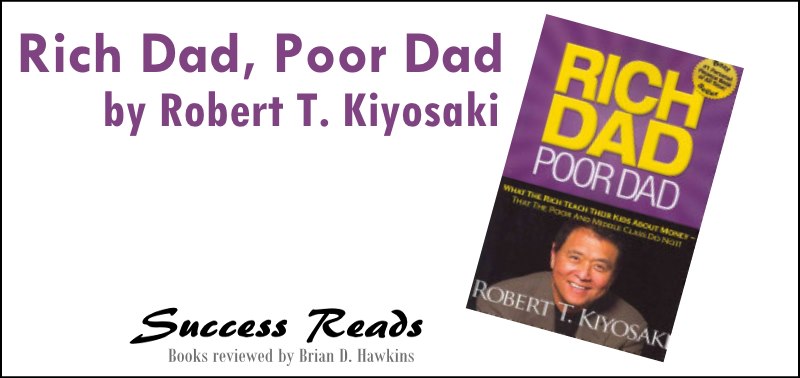 Rich Dad, Poor Dad
by Robert T. Kiyosaki
RICH
DAD
POOR DAD
WHAT THE RICH TEACH THEIR KIDS ABOUT MONEY –
THAT THE POOR AND MIDDLE CLASS DO NOT!
ROBERT T. KIYOSAKI
Success Reads
Books reviewed by Brian D. Hawkins